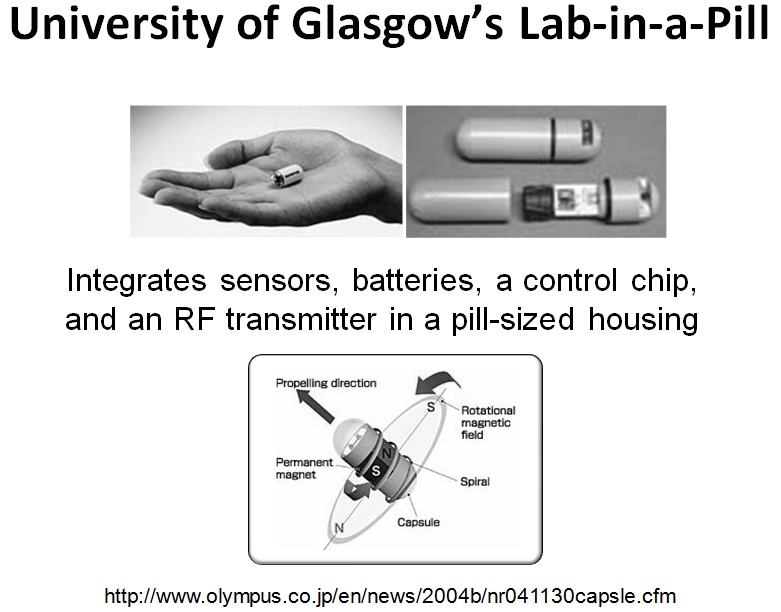 University of Glasgow's Lab-in-a-Pill
Integrates sensors, batteries, a control chip,
and an RF transmitter in a pill-sized housing
Propelling direction
S
Rotational
magnetic
field
N
Permanent
magnet
S
Spiral
N
Capsule
http://www.olympus.co.jp/en/news/2004b/nr041130capsle.cfm